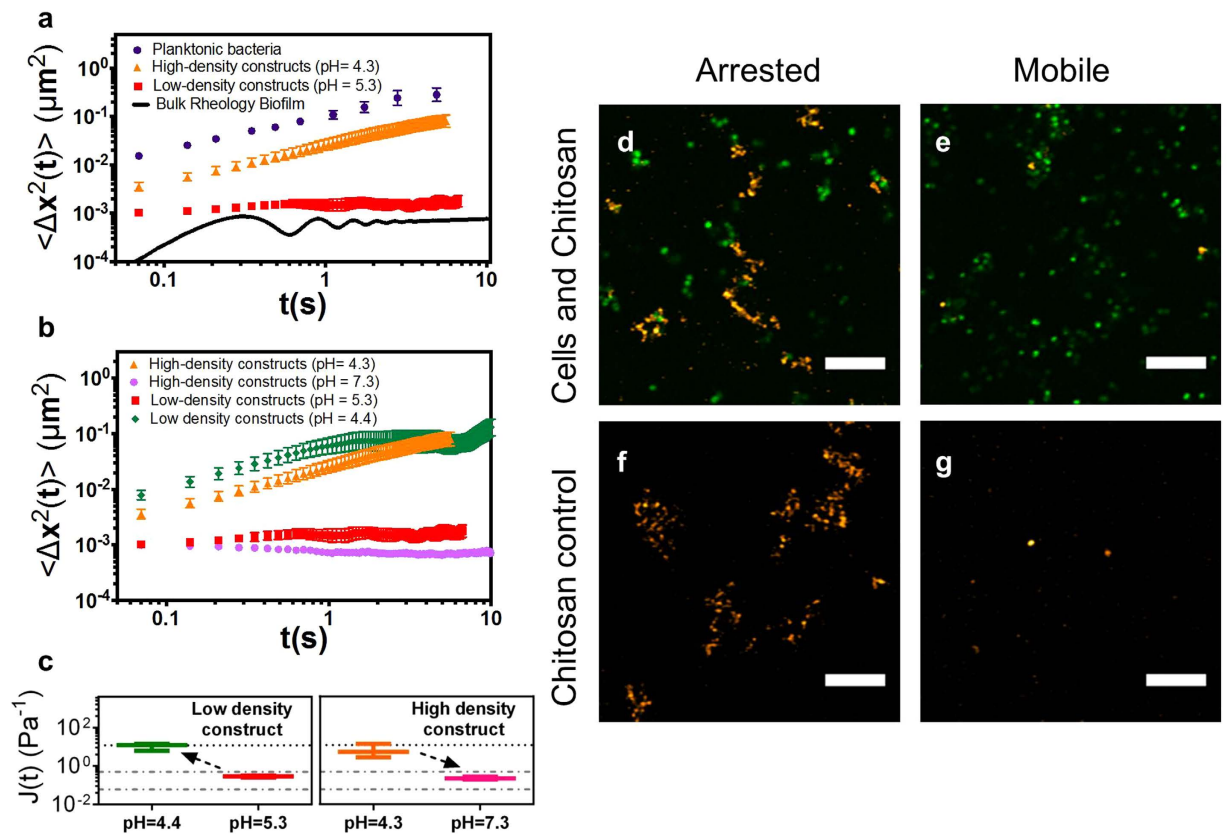 a
10⁰
10⁻¹
10⁻²
10⁻³
10⁻⁴
<Δx²(t)> (µm²)
Planktonic bacteria
High-density constructs (pH= 4.3)
Low-density constructs (pH = 5.3)
Bulk Rheology Biofilm
0.1 1 10
t(s)
b
10⁰
10⁻¹
10⁻²
10⁻³
10⁻⁴
<Δx²(t)> (µm²)
High-density constructs (pH= 4.3)
High-density constructs (pH = 7.3)
Low-density constructs (pH = 5.3)
Low density constructs (pH = 4.4)
0.1 1 10
t(s)
c
J(t) (Pa⁻¹)
10²
10⁰
10⁻²
Low density
construct
High density
construct
pH=4.4 pH=5.3 pH=4.3 pH=7.3
Arrested Mobile
Cells and Chitosan
d e
Chitosan control
f g